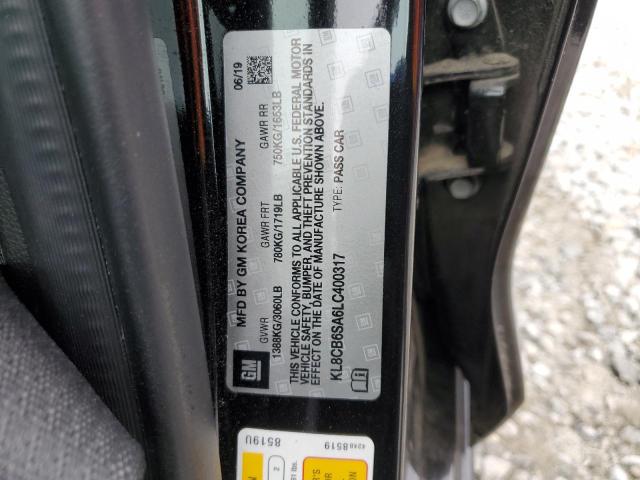 MFD BY GM KOREA COMPANY 06/19
GVWR GAWR FRT GAWR RR
1388KG/3060LB 780KG/1719LB 750KG/1653LB
THIS VEHICLE CONFORMS TO ALL APPLICABLE U.S. FEDERAL MOTOR
VEHICLE SAFETY, BUMPER, AND THEFT PREVENTION STANDARDS IN
EFFECT ON THE DATE OF MANUFACTURE SHOWN ABOVE.
KL8CB6SA6LC400317 TYPE: PASS CAR
GM
8519U
4268 8519
2